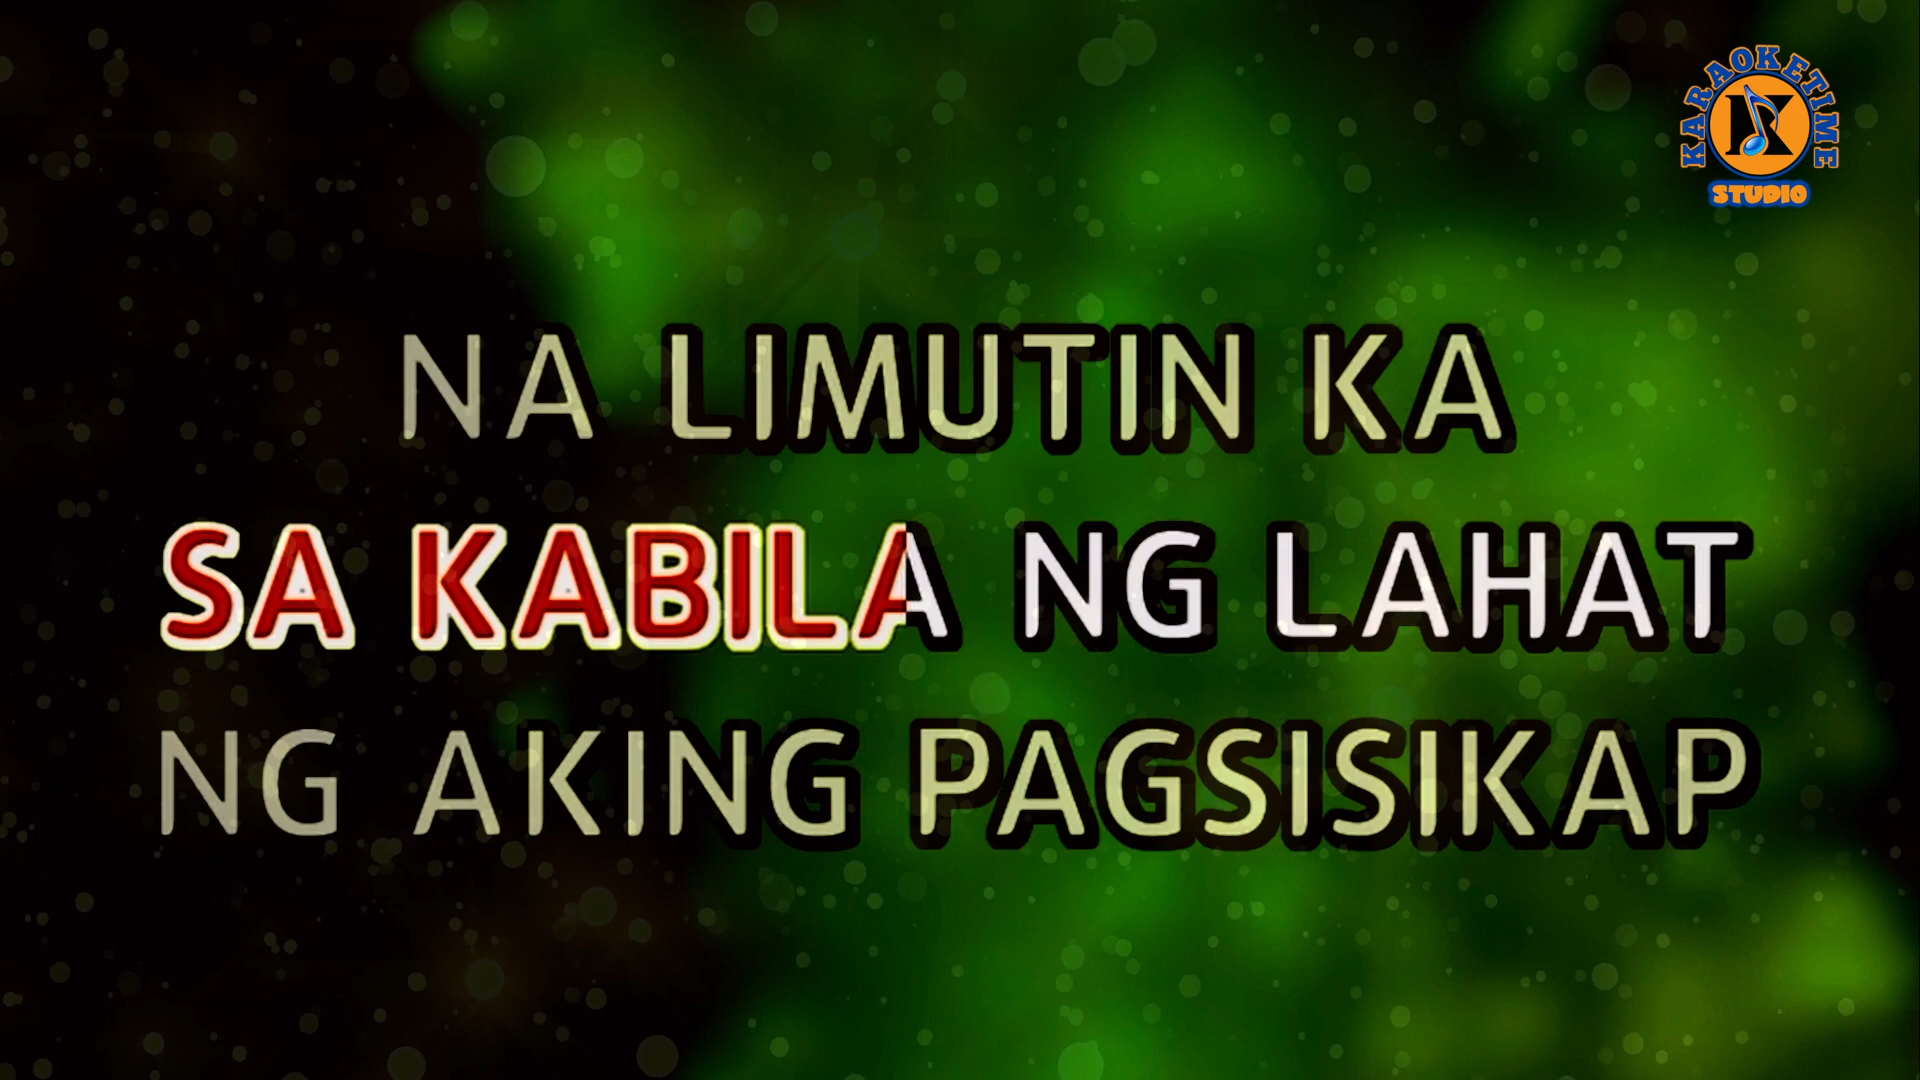 KARAOKETIME
STUDIO
NA LIMUTIN KA
SA KABILA NG LAHAT
NG AKING PAGSISIKAP